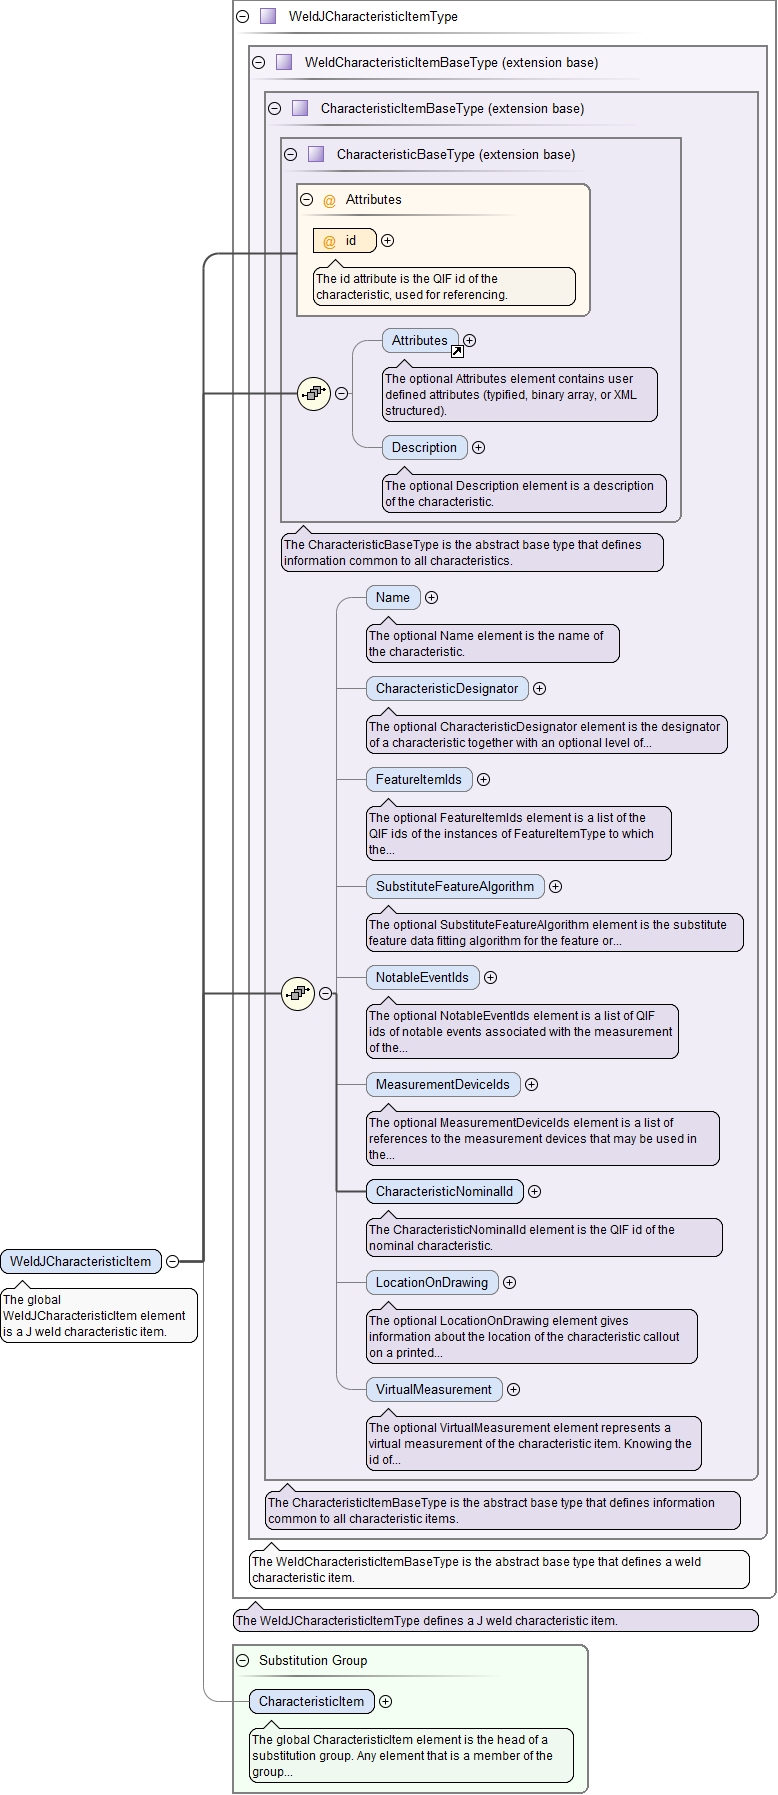 WeldJCharacteristicItemType
WeldCharacteristicItemBaseType (extension base)
CharacteristicItemBaseType (extension base)
CharacteristicBaseType (extension base)
@ Attributes
@ id
The id attribute is the QIF id of the
characteristic, used for referencing.
Attributes
The optional Attributes element contains user
defined attributes (typified, binary array, or XML
structured).
Description
The optional Description element is a description
of the characteristic.
The CharacteristicBaseType is the abstract base type that defines
information common to all characteristics.
Name
The optional Name element is the name of
the characteristic.
CharacteristicDesignator
The optional CharacteristicDesignator element is the designator
of a characteristic together with an optional level of...
FeatureItemIds
The optional FeatureItemIds element is a list of the
QIF ids of the instances of FeatureItemType to which
the...
SubstituteFeatureAlgorithm
The optional SubstituteFeatureAlgorithm element is the substitute
feature data fitting algorithm for the feature or...
NotableEventIds
The optional NotableEventIds element is a list of QIF
ids of notable events associated with the measurement
of the...
MeasurementDeviceIds
The optional MeasurementDeviceIds element is a list of
references to the measurement devices that may be used in
the...
CharacteristicNominalId
The CharacteristicNominalId element is the QIF id of the
nominal characteristic.
WeldJCharacteristicItem
The global
WeldJCharacteristicItem element
is a J weld characteristic item.
LocationOnDrawing
The optional LocationOnDrawing element gives
information about the location of the characteristic callout
on a printed...
VirtualMeasurement
The optional VirtualMeasurement element represents a
virtual measurement of the characteristic item. Knowing the
id of...
The CharacteristicItemBaseType is the abstract base type that defines information
common to all characteristic items.
The WeldCharacteristicItemBaseType is the abstract base type that defines a weld
characteristic item.
The WeldJCharacteristicItemType defines a J weld characteristic item.
Substitution Group
CharacteristicItem
The global CharacteristicItem element is the head of a
substitution group. Any element that is a member of the
group...